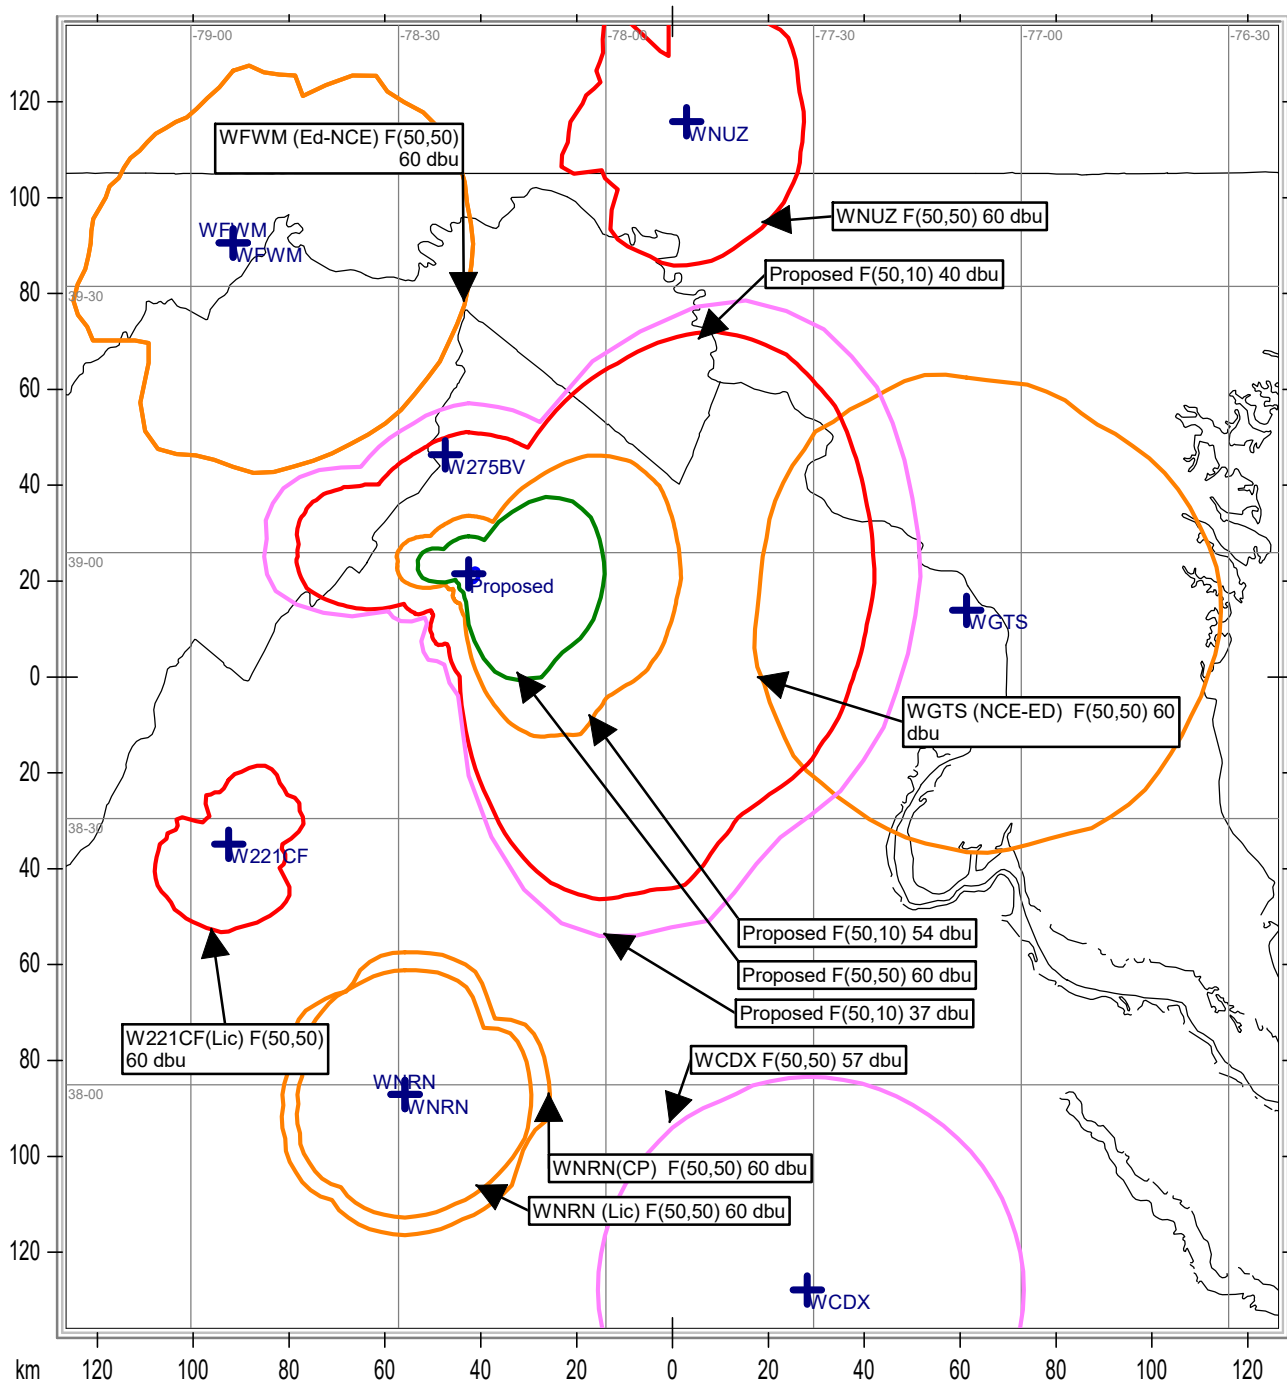 -79-00
-78-30
-78-00
-77-30
-77-00
-76-30
120
WNUZ
WFWM (Ed-NCE) F(50,50)
60 dbu
100
WNUZ F(50,50) 60 dbu
WFWM
WFWM
Proposed F(50,10) 40 dbu
80
39-30
60
W275BV
40
39-00
20
Proposed
WGTS
0
WGTS (NCE-ED)  F(50,50) 60
dbu
20
38-30
W221CF
40
Proposed F(50,10) 54 dbu
60
Proposed F(50,50) 60 dbu
Proposed F(50,10) 37 dbu
W221CF(Lic) F(50,50)
60 dbu
WCDX F(50,50) 57 dbu
80
38-00
WNRN
WNRN
100
WNRN(CP)  F(50,50) 60 dbu
WNRN (Lic) F(50,50) 60 dbu
120
WCDX
km
120
100
80
60
40
20
0
20
40
60
80
100
120